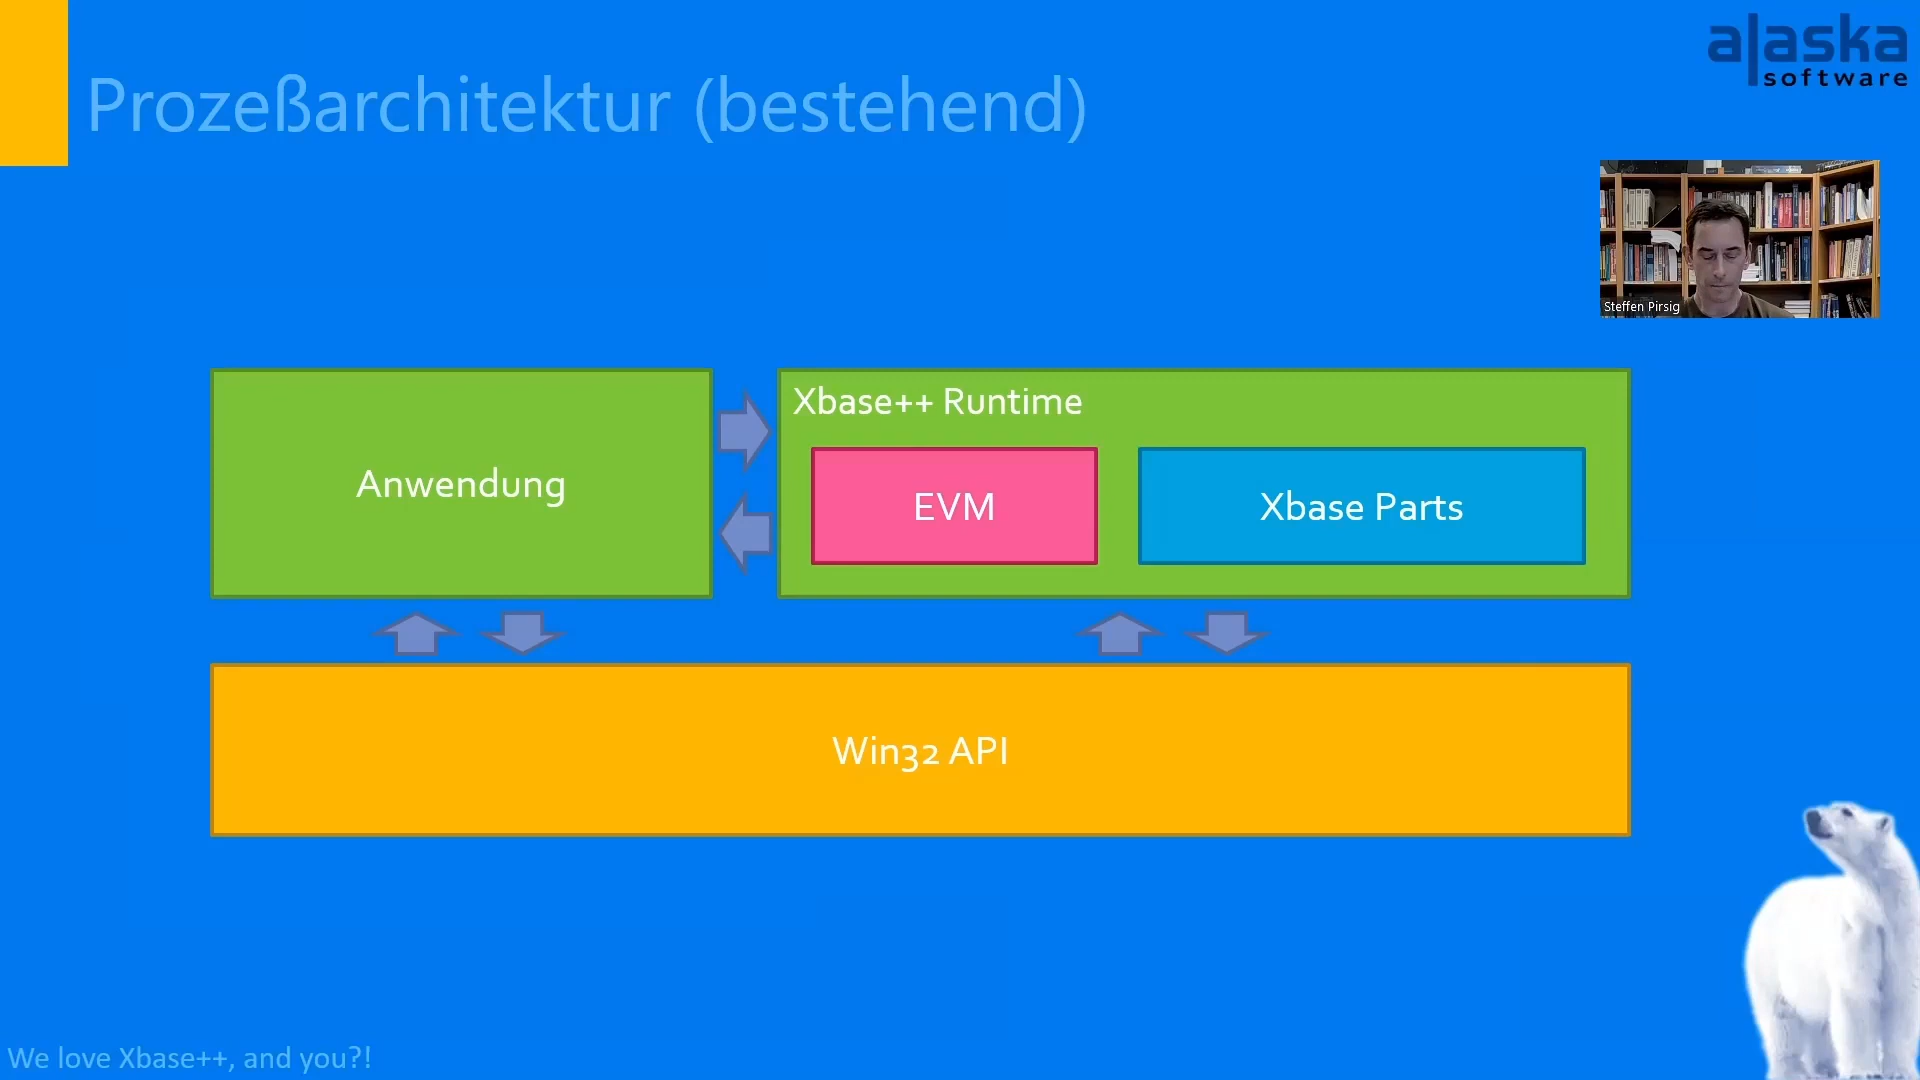 alaska
software
Prozeßarchitektur (bestehend)
Steffen Pirsig
Xbase++ Runtime
Anwendung
EVM
Xbase Parts
Win32 API
We love Xbase++, and you?!